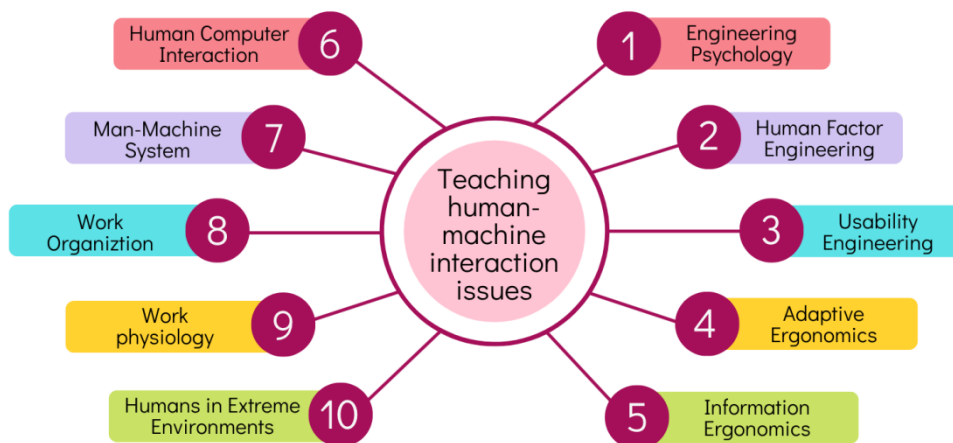 Teaching
human-
machine
interaction
issues
1
Engineering
Psychology
2
Human Factor
Engineering
3
Usability
Engineering
4
Adaptive
Ergonomics
5
Information
Ergonomics
6
Human Computer
Interaction
7
Man-Machine
System
8
Work
Organiztion
9
Work
physiology
10
Humans in Extreme
Environments